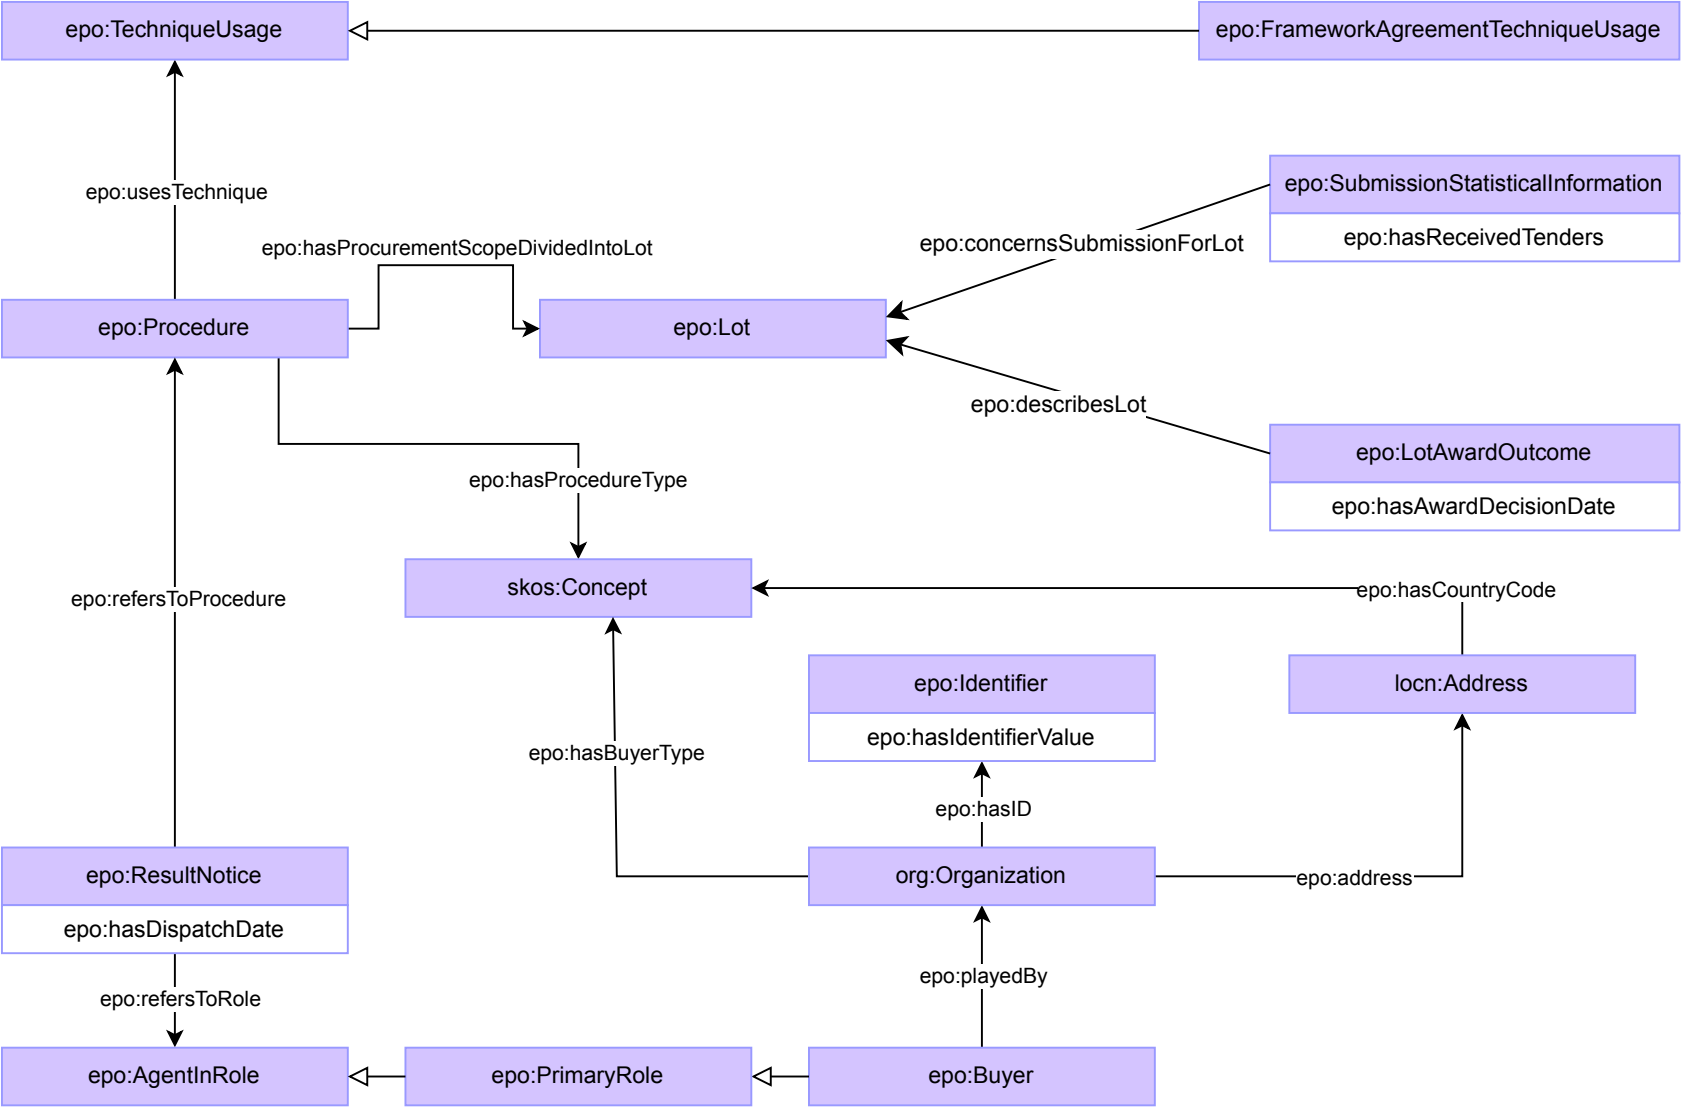 epo:TechniqueUsage
epo:FrameworkAgreementTechniqueUsage
epo:usesTechnique
epo:SubmissionStatisticalInformation
epo:hasReceivedTenders
epo:concernsSubmissionForLot
epo:hasProcurementScopeDividedIntoLot
epo:Procedure
epo:Lot
epo:describesLot
epo:LotAwardOutcome
epo:hasAwardDecisionDate
epo:hasProcedureType
skos:Concept
epo:hasCountryCode
epo:refersToProcedure
epo:Identifier
epo:hasIdentifierValue
locn:Address
epo:hasBuyerType
epo:hasID
epo:ResultNotice
epo:hasDispatchDate
org:Organization
epo:address
epo:playedBy
epo:refersToRole
epo:AgentInRole
epo:PrimaryRole
epo:Buyer